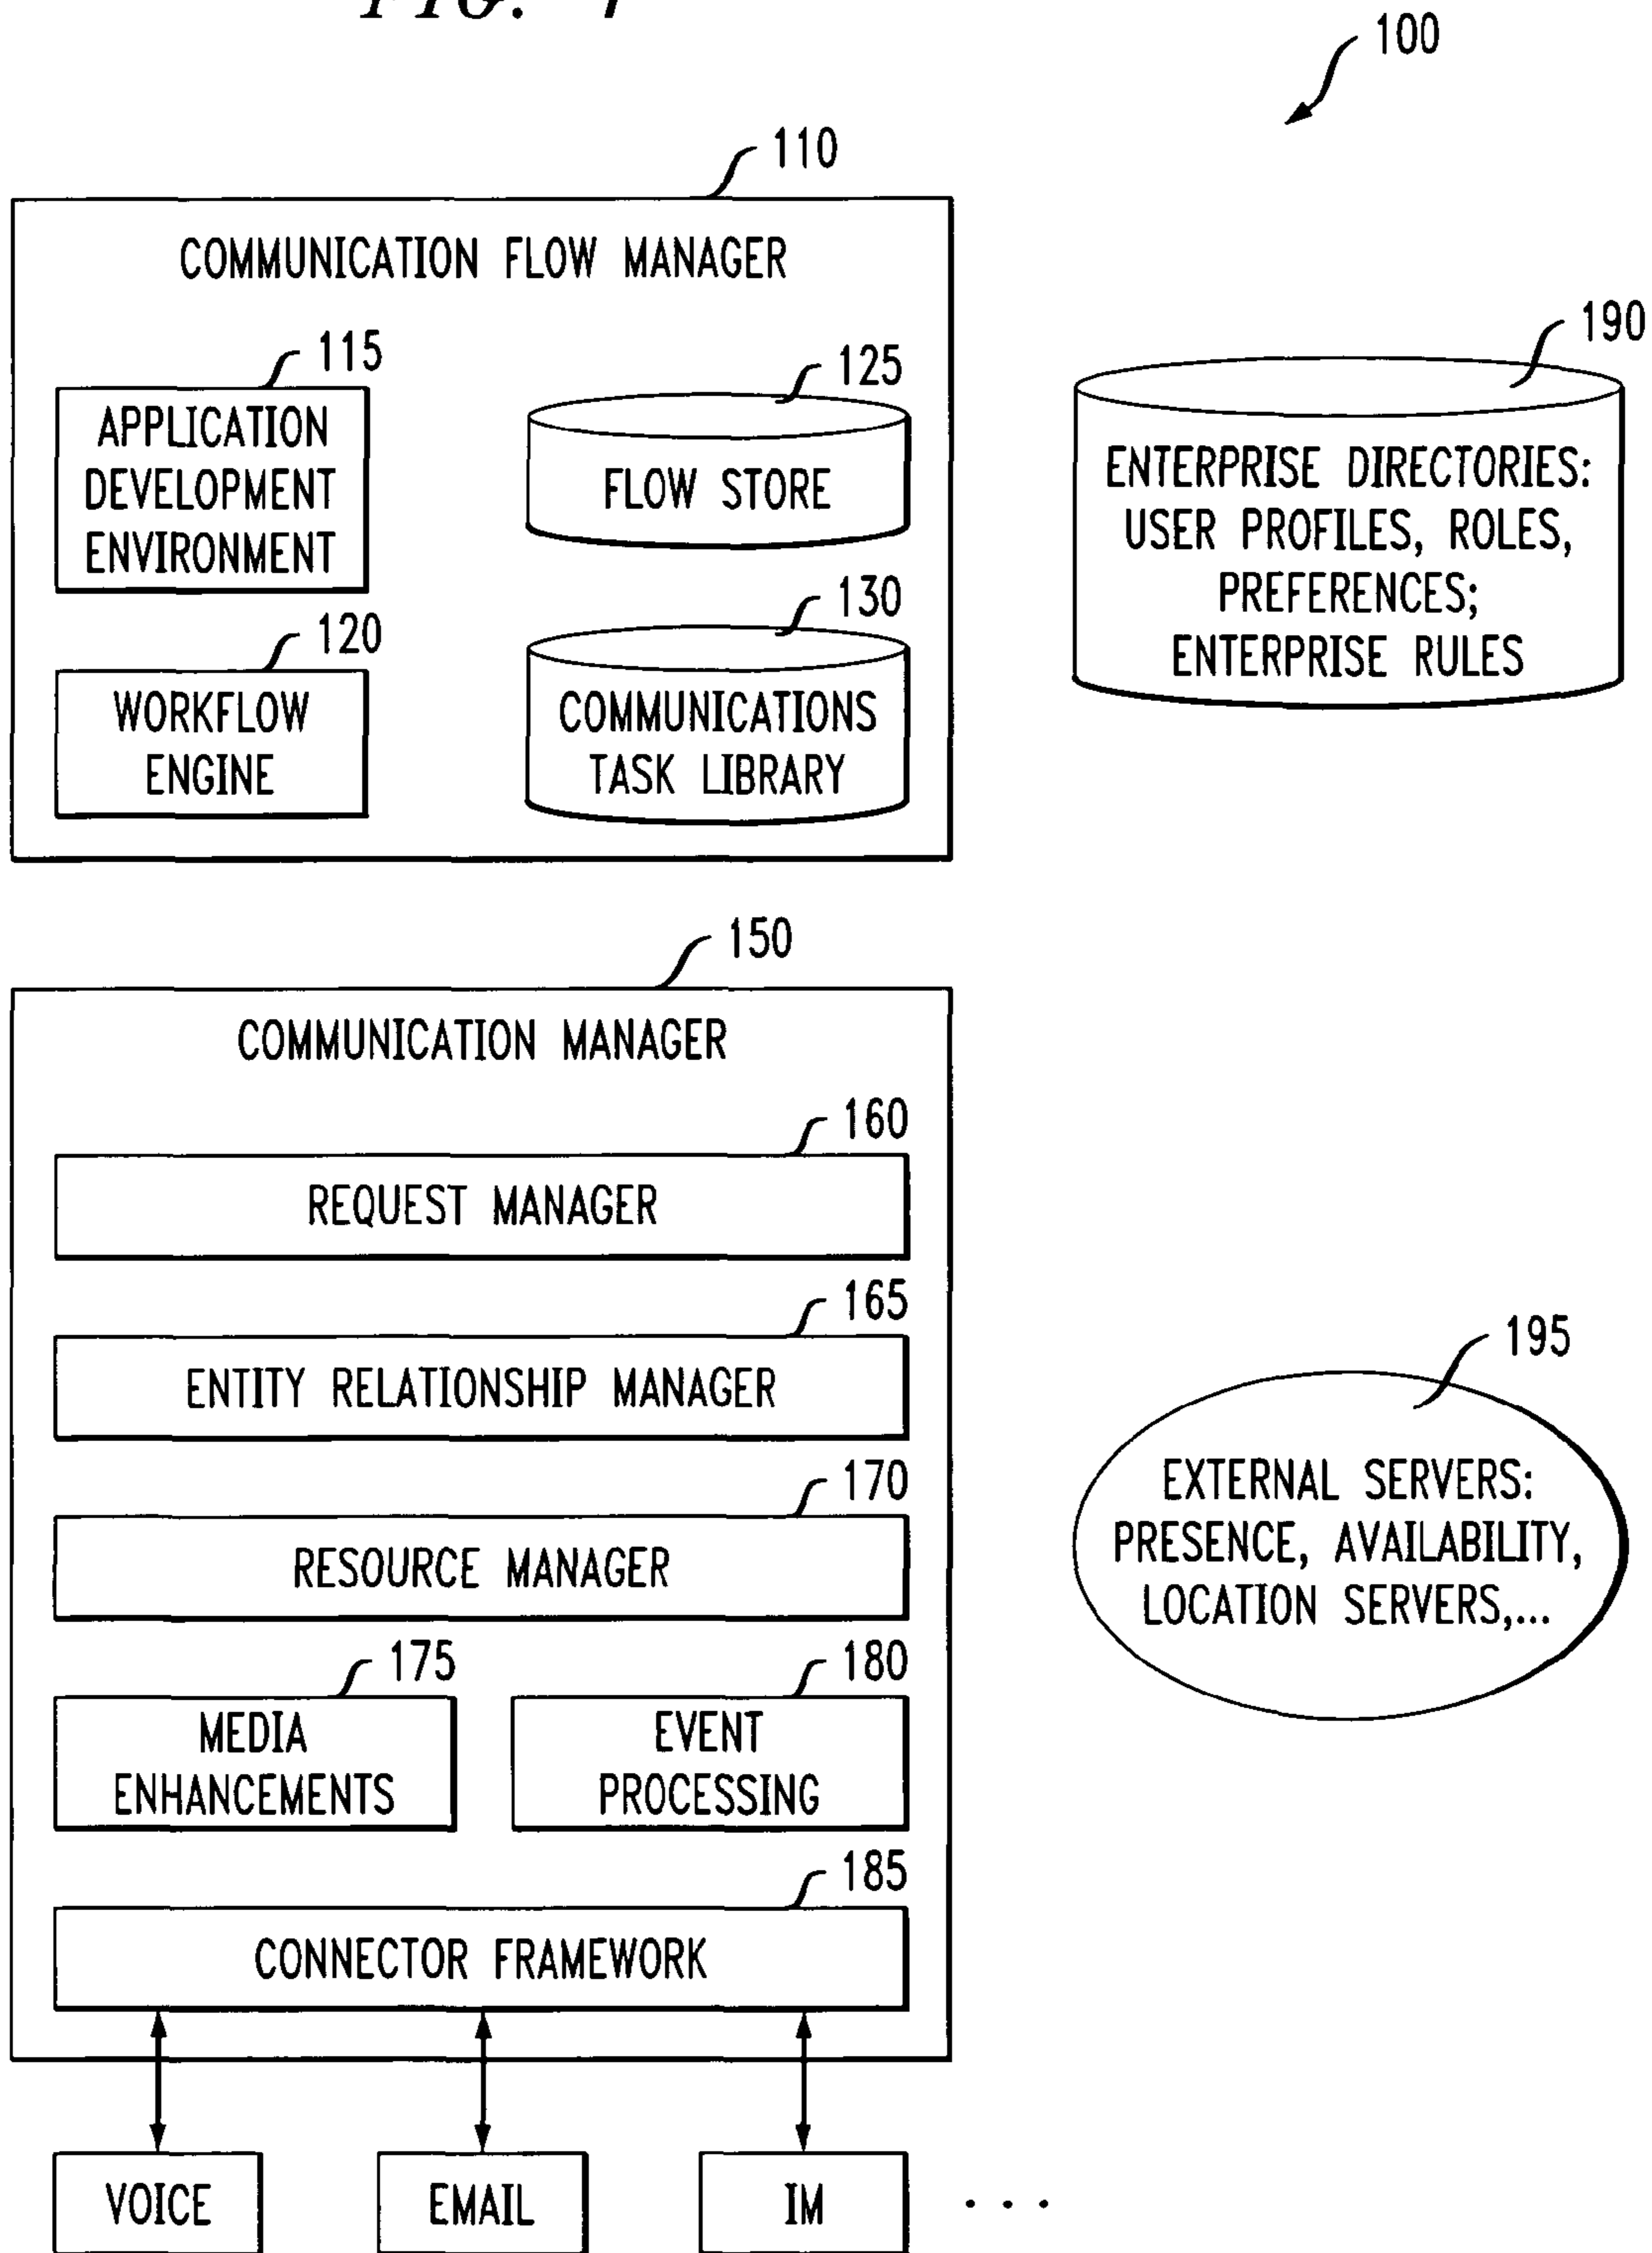 FIG.
100
110
COMMUNICATION FLOW MANAGER
115
APPLICATION
DEVELOPMENT
ENVIRONMENT
125
FLOW STORE
120
WORKFLOW
ENGINE
130
COMMUNICATIONS
TASK LIBRARY
190
ENTERPRISE DIRECTORIES:
USER PROFILES, ROLES,
PREFERENCES;
ENTERPRISE RULES
150
COMMUNICATION MANAGER
160
REQUEST MANAGER
165
ENTITY RELATIONSHIP MANAGER
170
RESOURCE MANAGER
175
MEDIA
ENHANCEMENTS
180
EVENT
PROCESSING
185
CONNECTOR FRAMEWORK
195
EXTERNAL SERVERS:
PRESENCE, AVAILABILITY,
LOCATION SERVERS,...
VOICE
EMAIL
IM
. . .